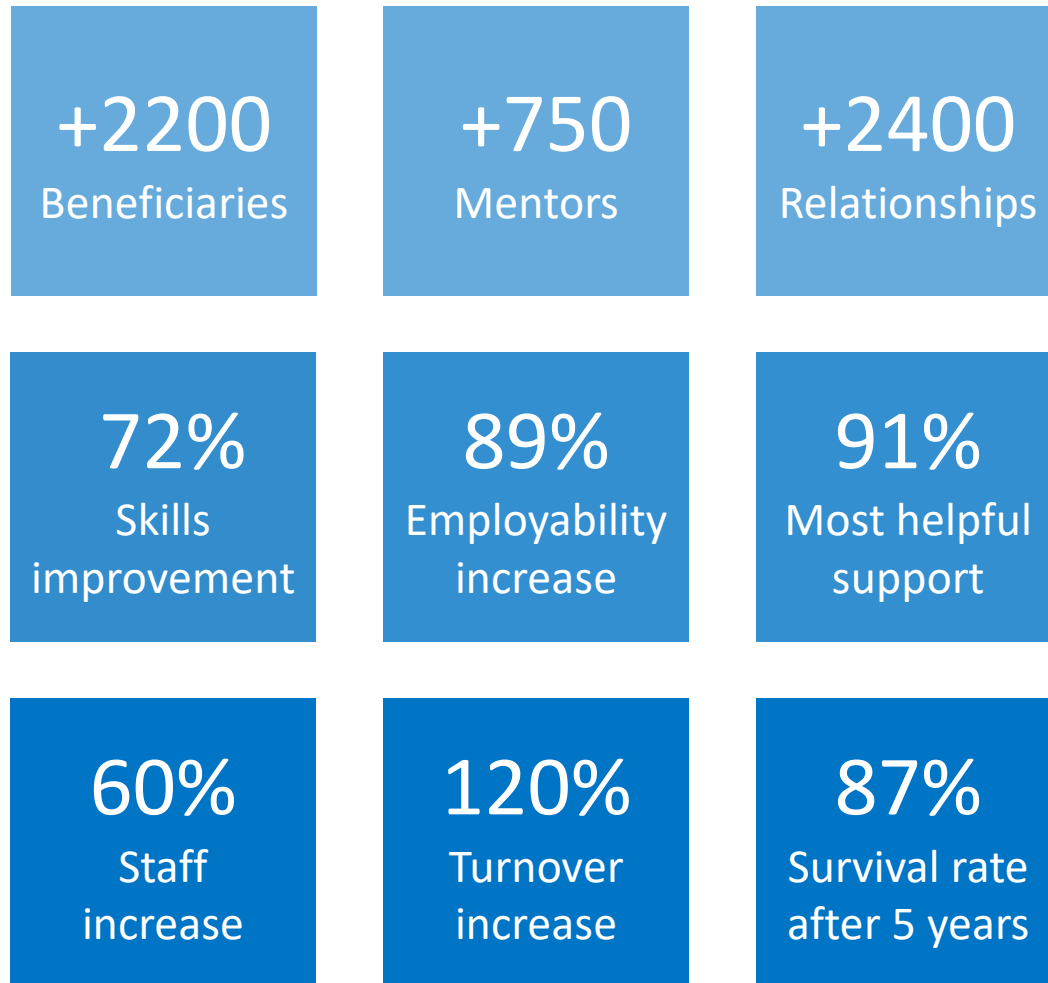 +2200
Beneficiaries
+750
Mentors
+2400
Relationships
72%
Skills
improvement
89%
Employability
increase
91%
Most helpful
support
60%
Staff
increase
120%
Turnover
increase
87%
Survival rate
after 5 years